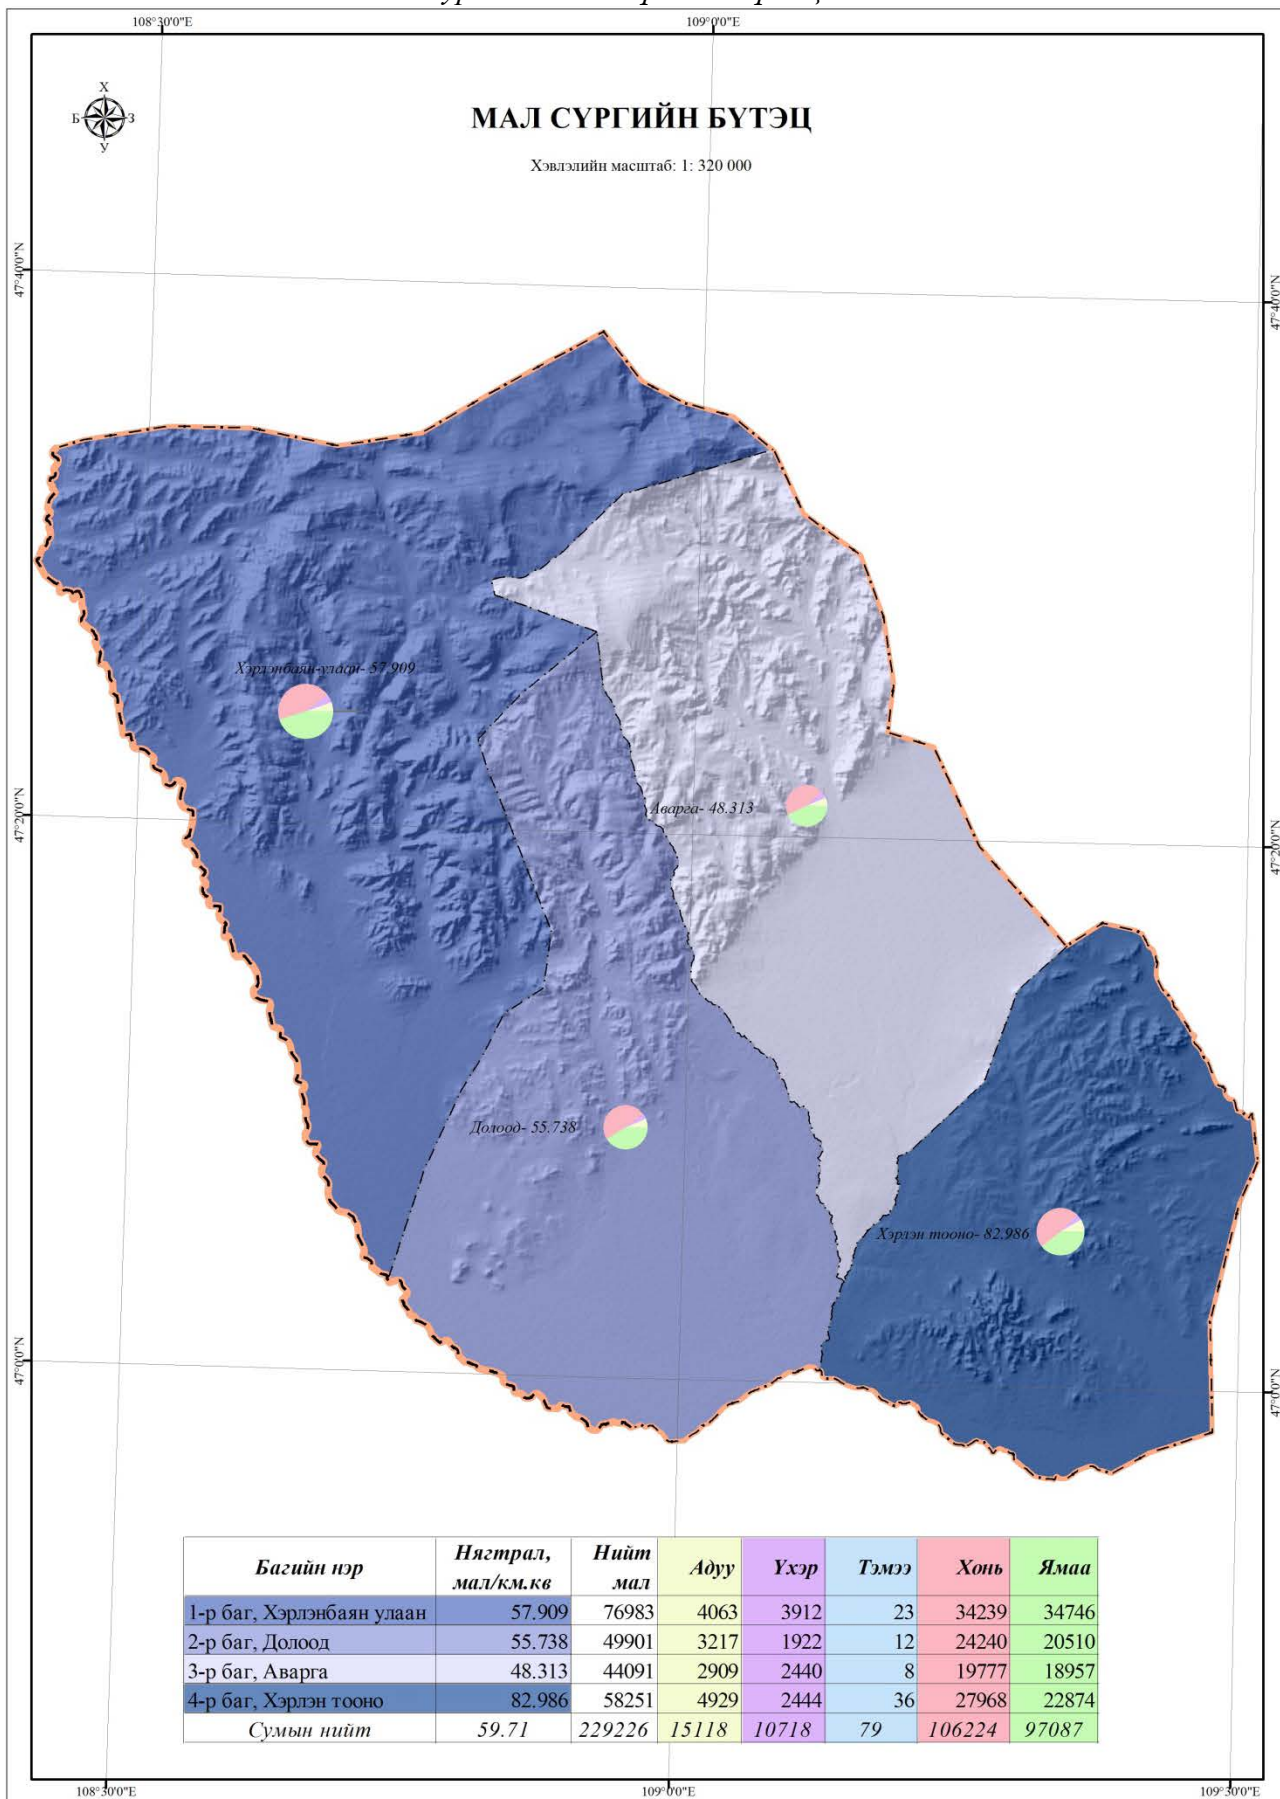 108°30'0"E 109°0'0"E
Х
Б З
У
МАЛ СҮРГИЙН БҮТЭЦ
Хэвлэлийн масштаб: 1: 320 000
47°40'0"N 47°40'0"N
Хэрлэнбаян-улаан- 57.909
47°20'0"N 47°20'0"N
Аварга- 48.313
Долоод- 55.738
Хэрлэн тооно- 82.986
47°0'0"N 47°0'0"N
Багийн нэр Нягтрал, мал/км.кв Нийт мал Адуу Үхэр Тэмээ Хонь Ямаа
1-р баг, Хэрлэнбаян улаан 57.909 76983 4063 3912 23 34239 34746
2-р баг, Долоод 55.738 49901 3217 1922 12 24240 20510
3-р баг, Аварга 48.313 44091 2909 2440 8 19777 18957
4-р баг, Хэрлэн тооно 82.986 58251 4929 2444 36 27968 22874
Сумын нийт 59.71 229226 15118 10718 79 106224 97087
108°30'0"E 109°0'0"E 109°30'0"E